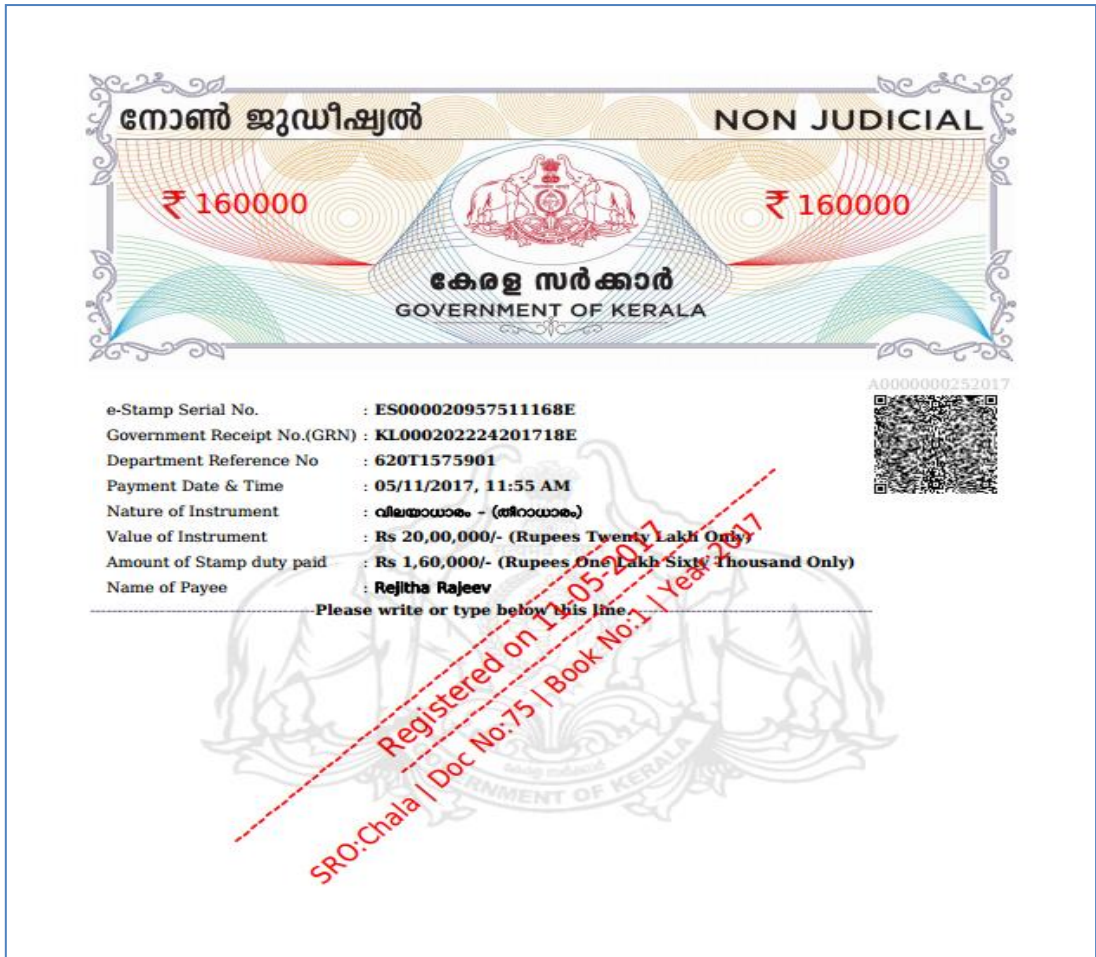 നോൺ ജുഡീഷ്യൽ NON JUDICIAL
₹ 160000 ₹ 160000
കേരള സർക്കാർ
GOVERNMENT OF KERALA
A0000000252017
e-Stamp Serial No. : ES000020957511168E
Government Receipt No.(GRN) : KL000202224201718E
Department Reference No : 620T1575901
Payment Date & Time : 05/11/2017, 11:55 AM
Nature of Instrument : വിലയാധാരം - (തീറാധാരം)
Value of Instrument : Rs 20,00,000/- (Rupees Twenty Lakh Only)
Amount of Stamp duty paid : Rs 1,60,000/- (Rupees One Lakh Sixty Thousand Only)
Name of Payee : Rejitha Rajeev
Please write or type below this line
Registered on 11-05-2017
SRO:Chala | Doc No:75 | Book No:1 | Year 2017
GOVERNMENT OF KERALA